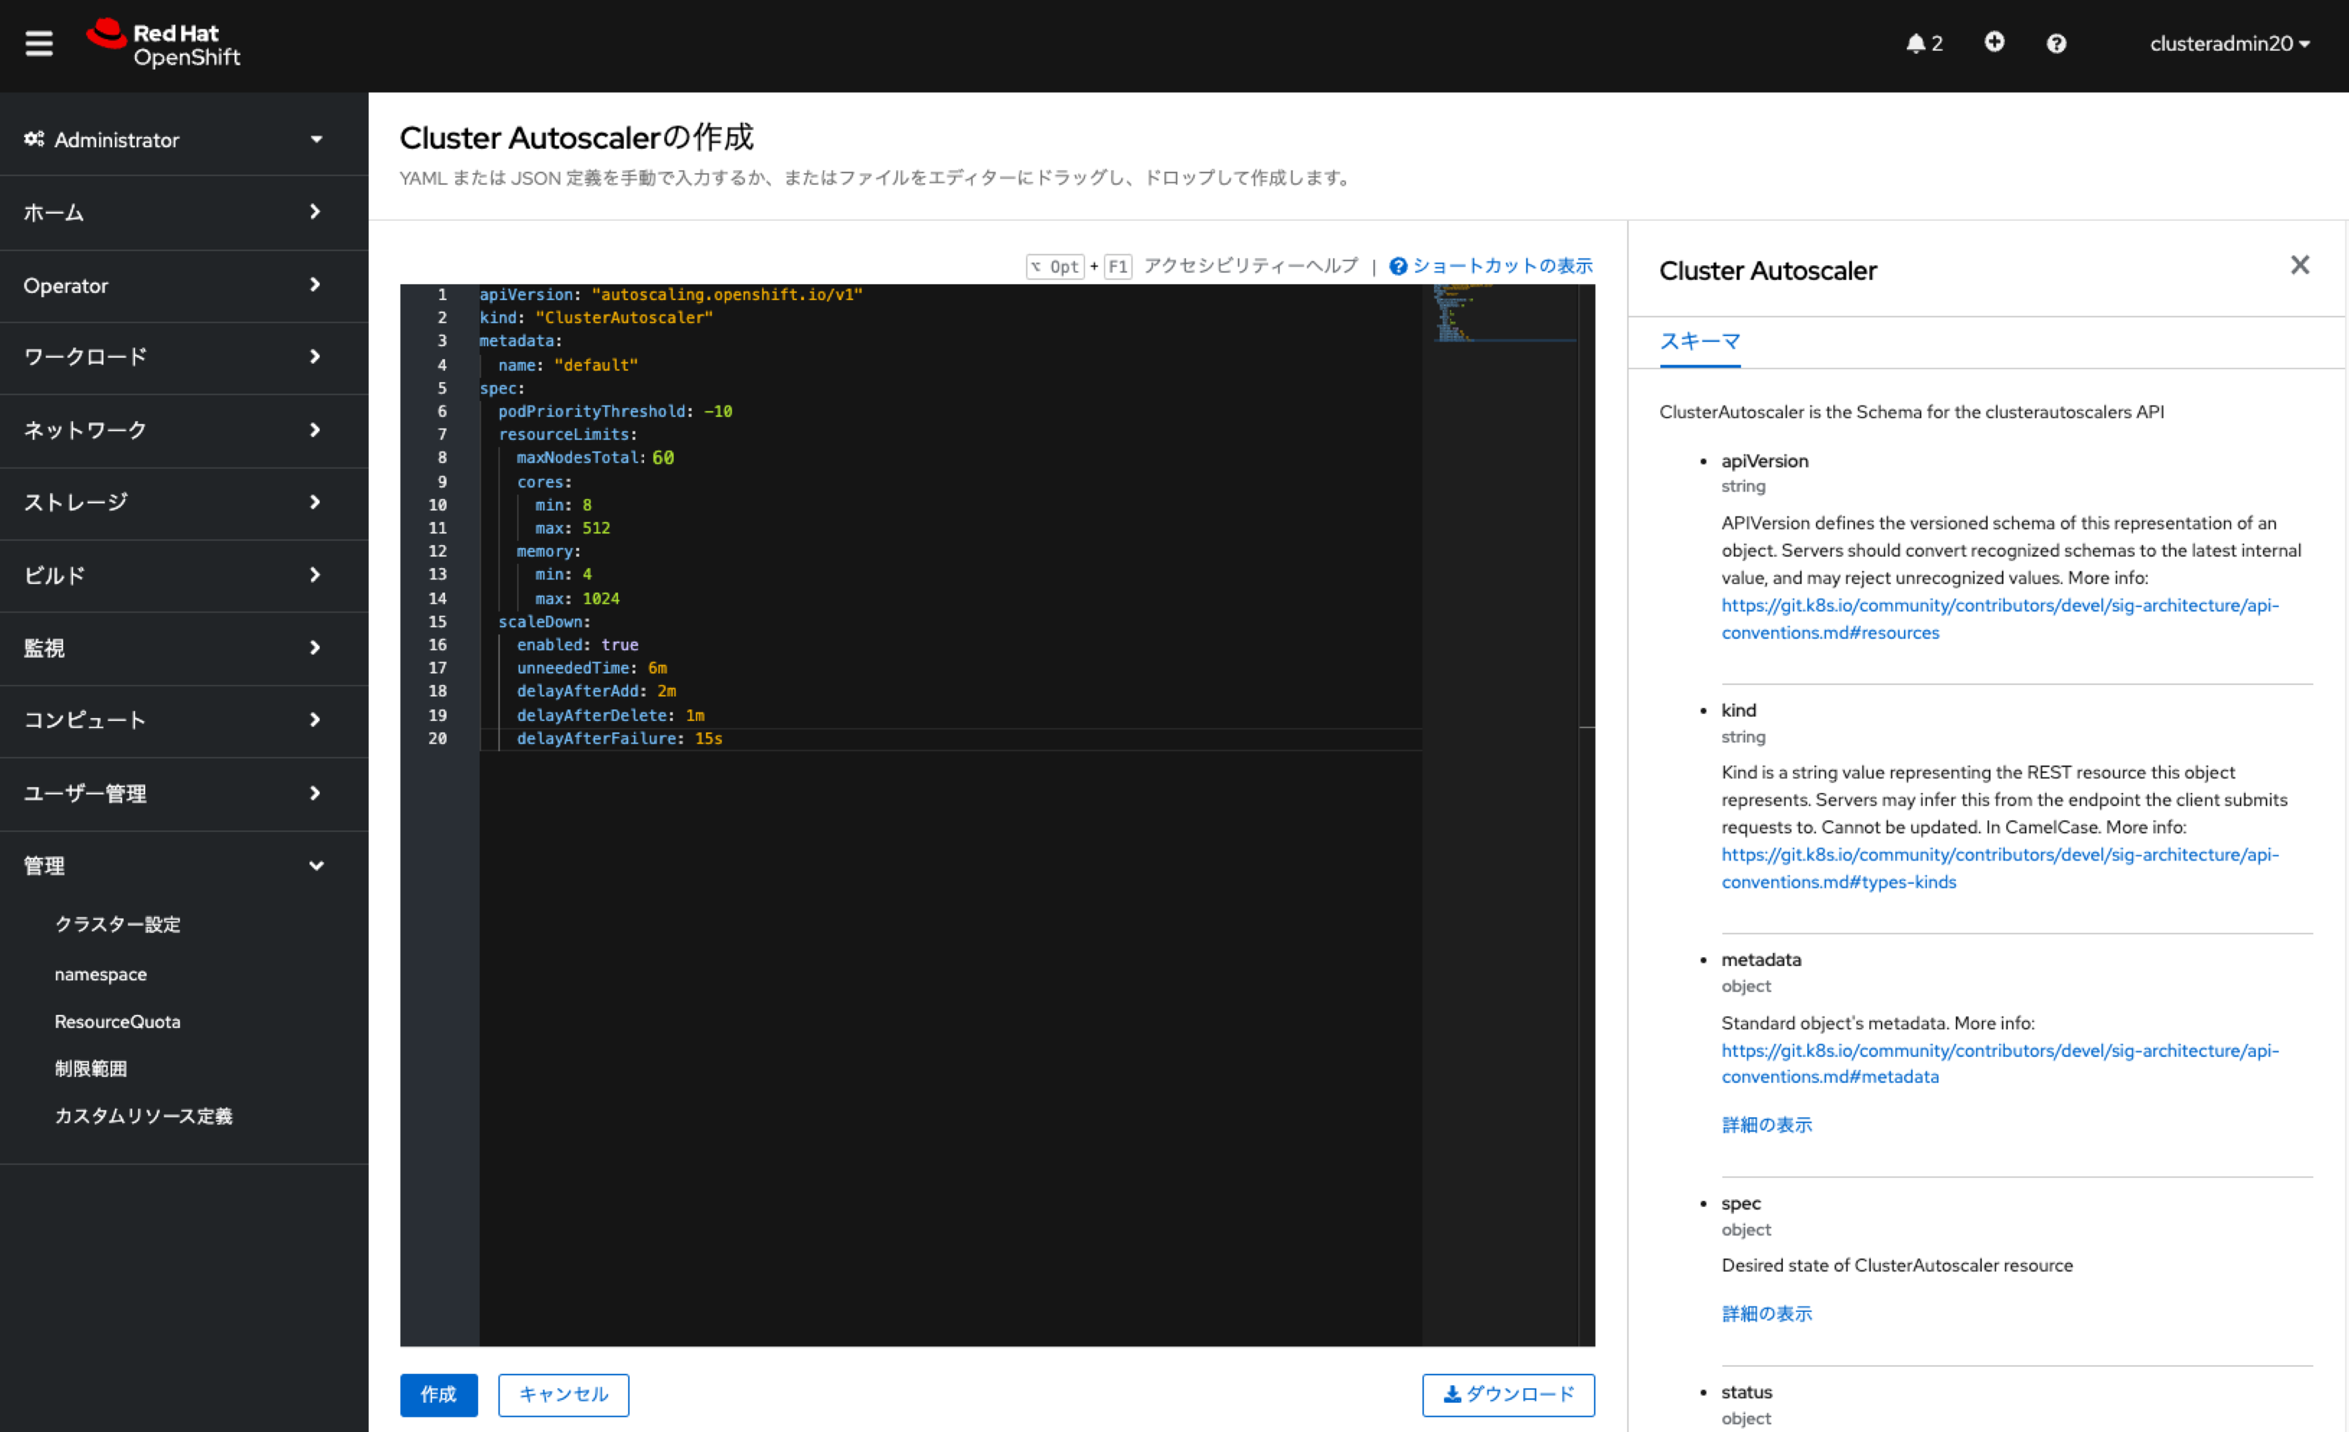 Red Hat
OpenShift
2
clusteradmin20
Administrator
ホーム
Operator
ワークロード
ネットワーク
ストレージ
ビルド
監視
コンピュート
ユーザー管理
管理
クラスター設定
namespace
ResourceQuota
制限範囲
カスタムリソース定義
Cluster Autoscalerの作成
YAML または JSON 定義を手動で入力するか、またはファイルをエディターにドラッグし、ドロップして作成します。
⌥ Opt + F1 アクセシビリティーヘルプ | ショートカットの表示
1 apiVersion: "autoscaling.openshift.io/v1"
2 kind: "ClusterAutoscaler"
3 metadata:
4 name: "default"
5 spec:
6 podPriorityThreshold: -10
7 resourceLimits:
8 maxNodesTotal: 60
9 cores:
10 min: 8
11 max: 512
12 memory:
13 min: 4
14 max: 1024
15 scaleDown:
16 enabled: true
17 unneededTime: 6m
18 delayAfterAdd: 2m
19 delayAfterDelete: 1m
20 delayAfterFailure: 15s
作成
キャンセル
ダウンロード
Cluster Autoscaler
スキーマ
ClusterAutoscaler is the Schema for the clusterautoscalers API
• apiVersion
string
APIVersion defines the versioned schema of this representation of an
object. Servers should convert recognized schemas to the latest internal
value, and may reject unrecognized values. More info:
https://git.k8s.io/community/contributors/devel/sig-architecture/api-
conventions.md#resources
• kind
string
Kind is a string value representing the REST resource this object
represents. Servers may infer this from the endpoint the client submits
requests to. Cannot be updated. In CamelCase. More info:
https://git.k8s.io/community/contributors/devel/sig-architecture/api-
conventions.md#types-kinds
• metadata
object
Standard object's metadata. More info:
https://git.k8s.io/community/contributors/devel/sig-architecture/api-
conventions.md#metadata
詳細の表示
• spec
object
Desired state of ClusterAutoscaler resource
詳細の表示
• status
object